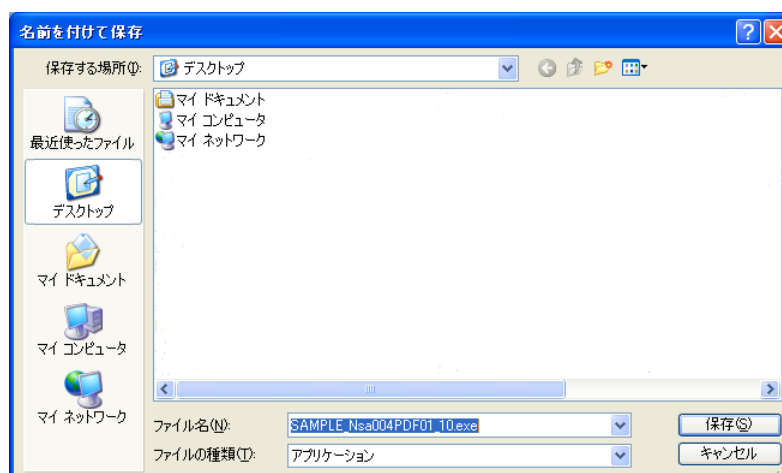 名前を付けて保存
保存する場所(I):
デスクトップ
最近使ったファイル
デスクトップ
マイ ドキュメント
マイ コンピュータ
マイ ネットワーク
マイ ドキュメント
マイ コンピュータ
マイ ネットワーク
ファイル名(N):
SAMPLE_Nsa004PDF01_10.exe
保存(S)
ファイルの種類(T):
アプリケーション
キャンセル